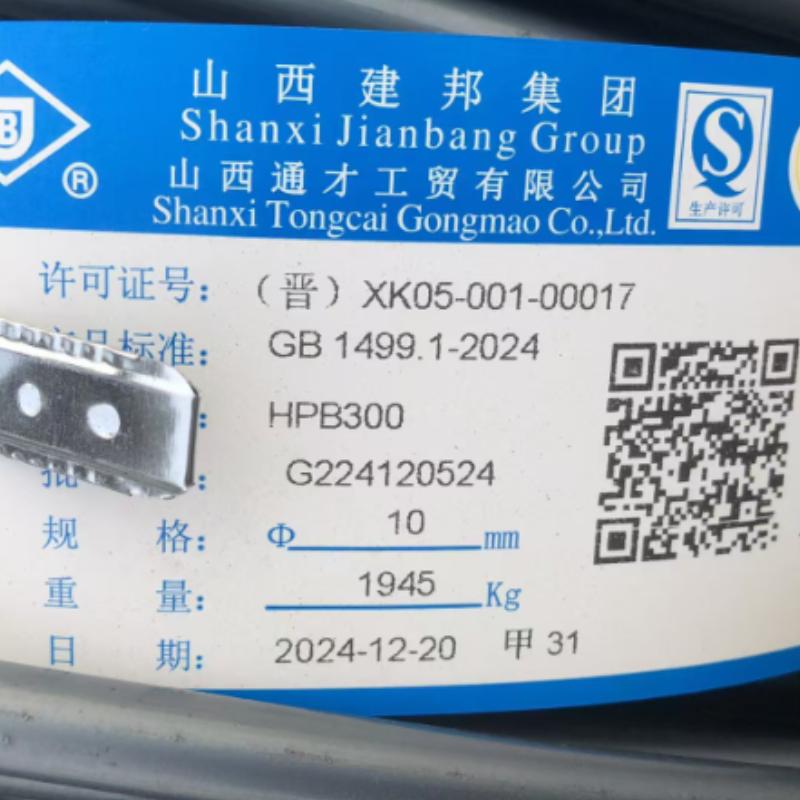 B
®
山西建邦集团
Shanxi Jianbang Group
山西通才工贸有限公司
Shanxi Tongcai Gongmao Co.,Ltd.
生产许可
许可证号：（晋）XK05-001-00017
标准：GB 1499.1-2024
：HPB300
批：G224120524
规格：Φ 10 mm
重量：1945 Kg
日期：2024-12-20 甲 31